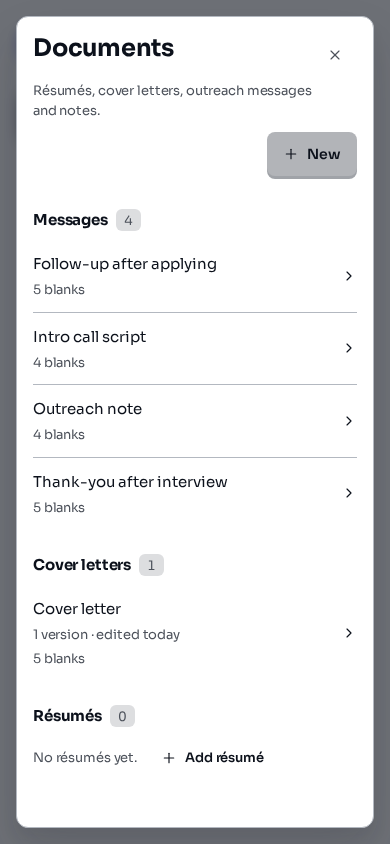 Documents
Résumés, cover letters, outreach messages
and notes.
New
Messages 4
Follow-up after applying
5 blanks
Intro call script
4 blanks
Outreach note
4 blanks
Thank-you after interview
5 blanks
Cover letters 1
Cover letter
1 version · edited today
5 blanks
Résumés 0
No résumés yet. Add résumé